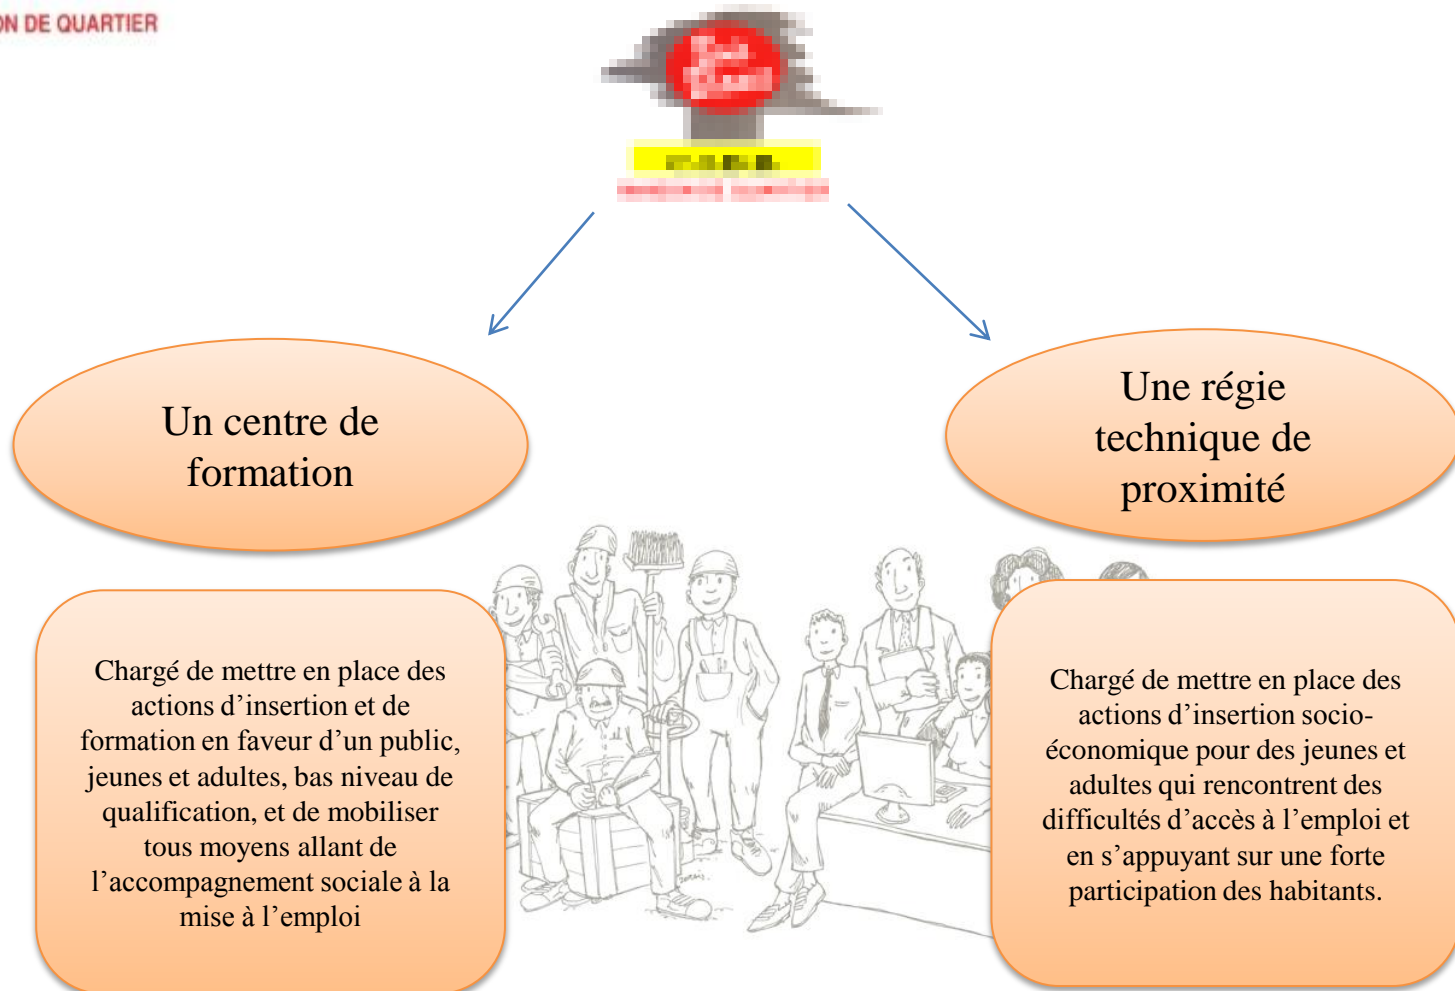 ON DE QUARTIER
Un centre de
formation
Une régie
technique de
proximité
Chargé de mettre en place des
actions d’insertion et de
formation en faveur d’un public,
jeunes et adultes, bas niveau de
qualification, et de mobiliser
tous moyens allant de
l’accompagnement sociale à la
mise à l’emploi
Chargé de mettre en place des
actions d’insertion socio-
économique pour des jeunes et
adultes qui rencontrent des
difficultés d’accès à l’emploi et
en s’appuyant sur une forte
participation des habitants.